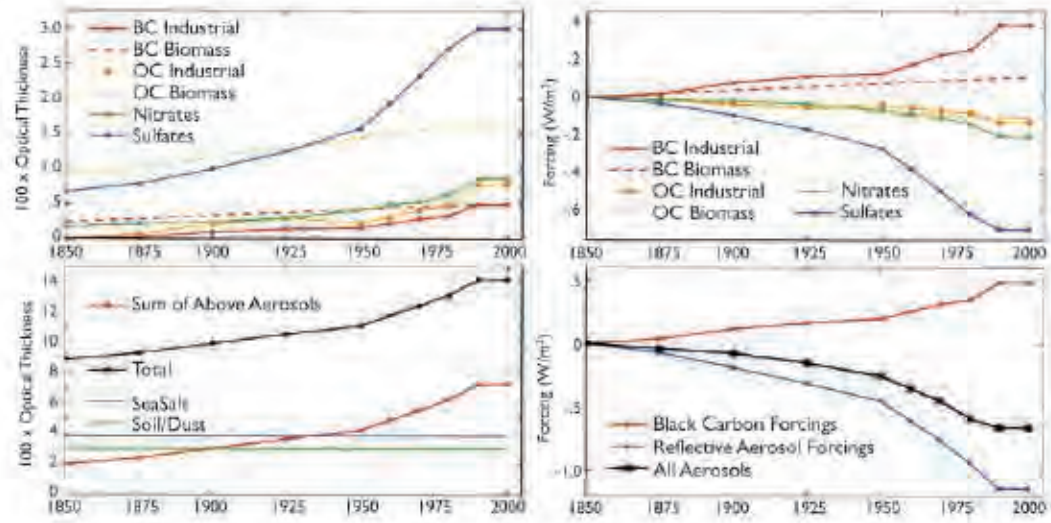 3.0
2.5
2.0
1.5
1.0
.5
0
100 x Optical Thickness
BC Industrial
BC Biomass
OC Industrial
OC Biomass
Nitrates
Sulfates
1850 1875 1900 1925 1950 1975 2000
.4
.2
0
-.2
-.4
-.6
Forcing (W/m²)
BC Industrial
BC Biomass
OC Industrial
OC Biomass
Nitrates
Sulfates
1850 1875 1900 1925 1950 1975 2000
14
12
10
8
6
4
2
0
100 x Optical Thickness
Sum of Above Aerosols
Total
SeaSalt
Soil/Dust
1850 1875 1900 1925 1950 1975 2000
.5
0
-.5
-1.0
Forcing (W/m²)
Black Carbon Forcings
Reflective Aerosol Forcings
All Aerosols
1850 1875 1900 1925 1950 1975 2000